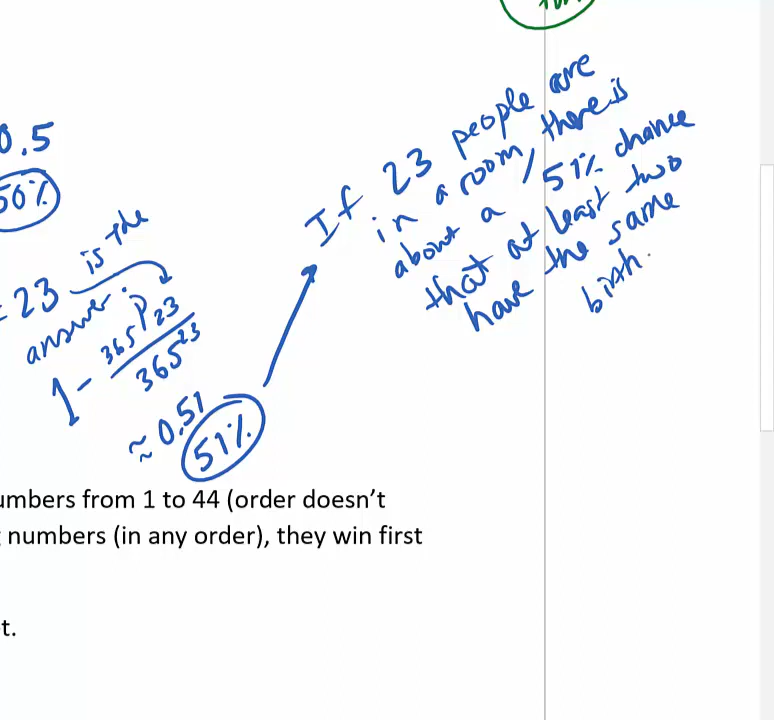 0.5
50%
= 23 is the
answer.
1 - 365P23
36523
≈ 0.51
51%
If 23 people are
in a room, there is
about a 51% chance
that at least two
have the same
birth.
umbers from 1 to 44 (order doesn't
numbers (in any order), they win first
t.